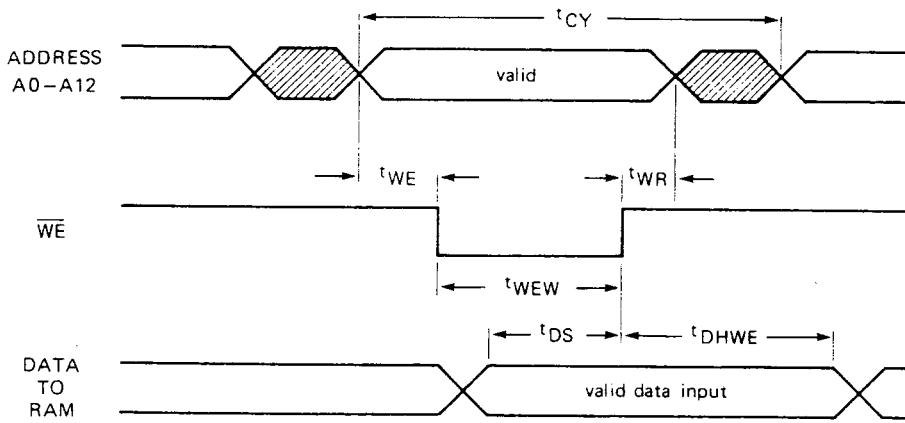 tCY
ADDRESS
A0–A12
valid
tWE
tWR
WE
tWEW
tDS
tDHWE
DATA
TO
RAM
valid data input